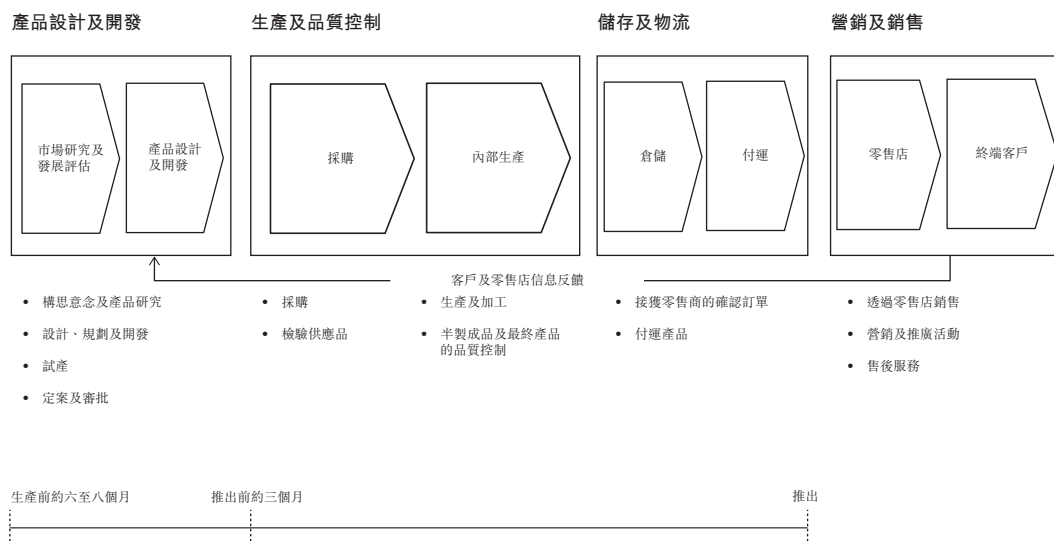 產品設計及開發
生產及品質控制
儲存及物流
營銷及銷售
市場研究及
發展評估
產品設計
及開發
採購
內部生產
倉儲
付運
零售店
終端客戶
客戶及零售店信息反饋
• 構思意念及產品研究
• 設計、規劃及開發
• 試產
• 定案及審批
• 採購
• 檢驗供應品
• 生產及加工
• 半製成品及最終產品
的品質控制
• 接獲零售商的確認訂單
• 付運產品
• 透過零售店銷售
• 營銷及推廣活動
• 售後服務
生產前約六至八個月
推出前約三個月
推出